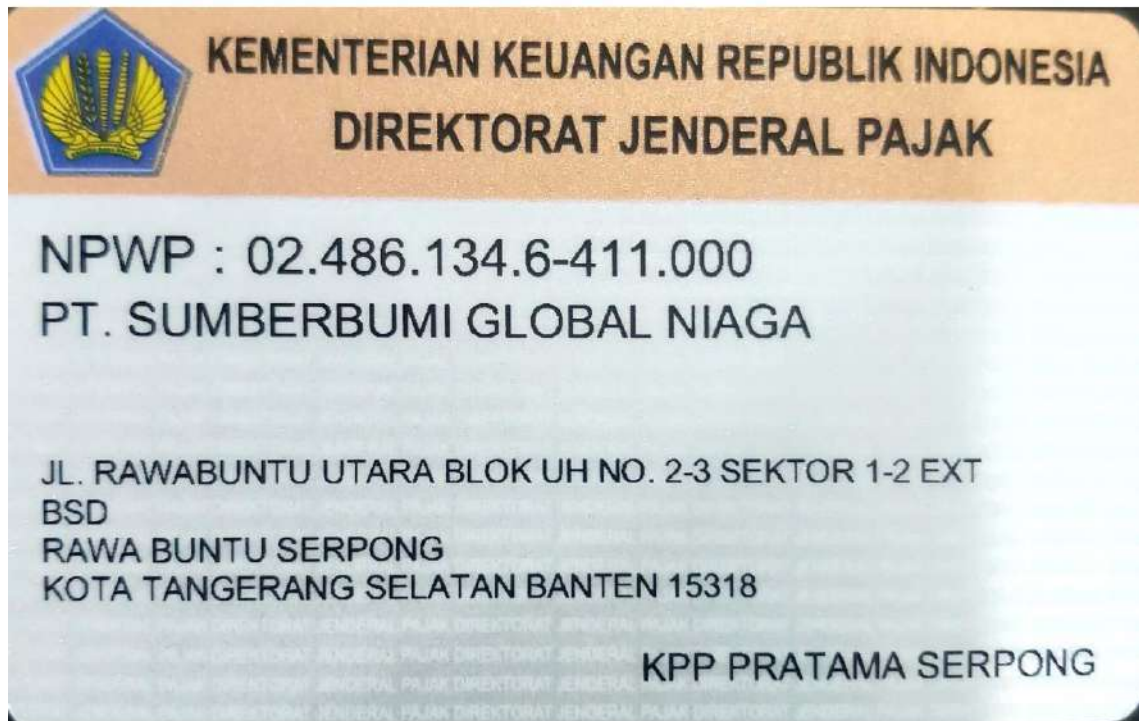 KEMENTERIAN KEUANGAN REPUBLIK INDONESIA
DIREKTORAT JENDERAL PAJAK
NPWP : 02.486.134.6-411.000
PT. SUMBERBUMI GLOBAL NIAGA
JL. RAWABUNTU UTARA BLOK UH NO. 2-3 SEKTOR 1-2 EXT
BSD
RAWA BUNTU SERPONG
KOTA TANGERANG SELATAN BANTEN 15318
KPP PRATAMA SERPONG